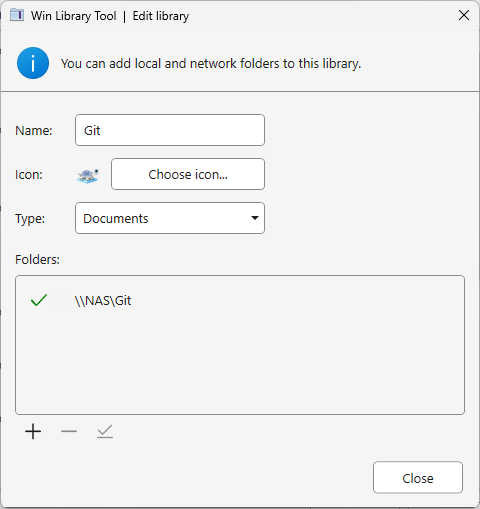 Win Library Tool | Edit library
You can add local and network folders to this library.
Name: Git
Icon: Choose icon...
Type: Documents
Folders:
\\NAS\Git
Close